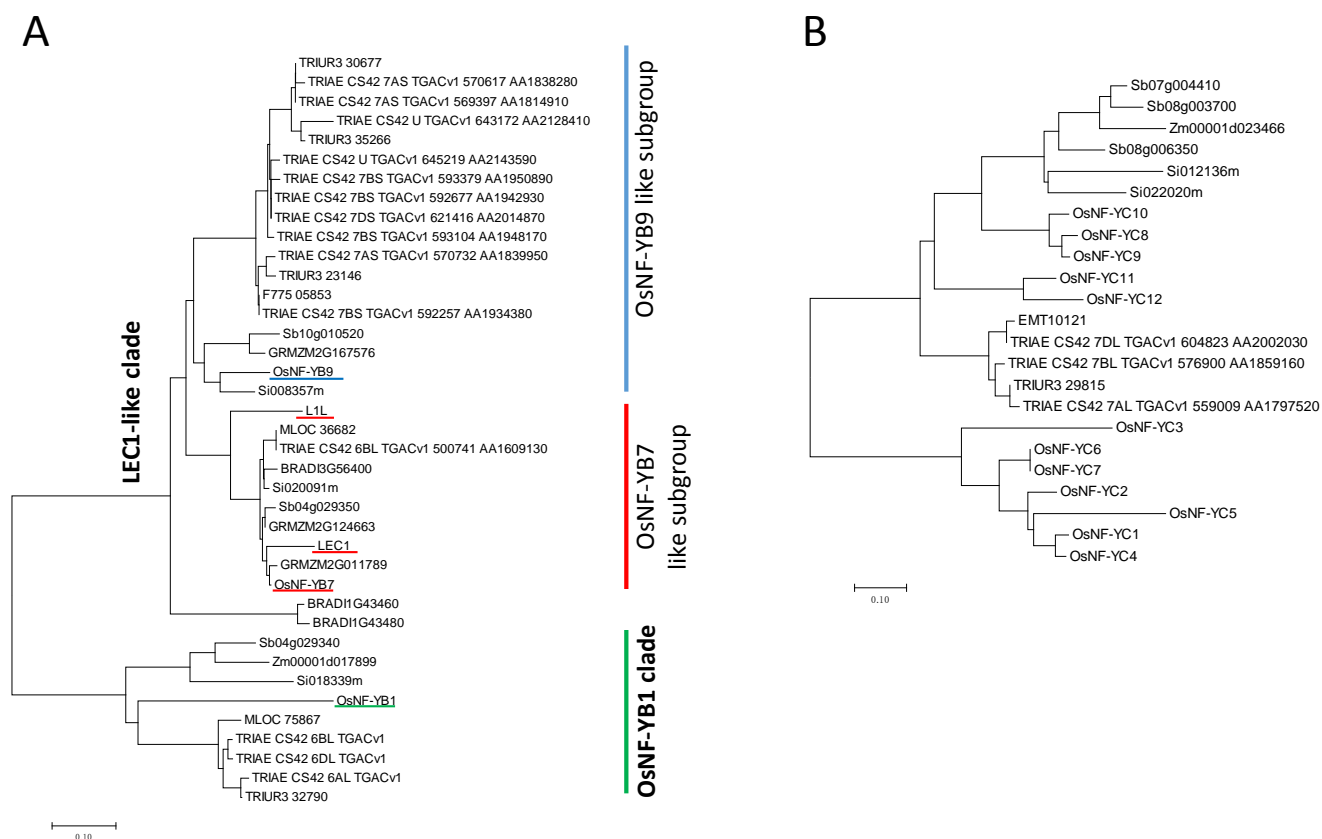 A
TRIUR3 30677
TRIAE CS42 7AS TGACv1 570617 AA1838280
TRIAE CS42 7AS TGACv1 569397 AA1814910
TRIAE CS42 U TGACv1 643172 AA2128410
TRIUR3 35266
TRIAE CS42 U TGACv1 645219 AA2143590
TRIAE CS42 7BS TGACv1 593379 AA1950890
TRIAE CS42 7BS TGACv1 592677 AA1942930
TRIAE CS42 7DS TGACv1 621416 AA2014870
TRIAE CS42 7BS TGACv1 593104 AA1948170
TRIAE CS42 7AS TGACv1 570732 AA1839950
TRIUR3 23146
F775 05853
TRIAE CS42 7BS TGACv1 592257 AA1934380
Sb10g010520
GRMZM2G167576
OsNF-YB9
Si008357m
L1L
MLOC 36682
TRIAE CS42 6BL TGACv1 500741 AA1609130
BRADI3G56400
Si020091m
Sb04g029350
GRMZM2G124663
LEC1
GRMZM2G011789
OsNF-YB7
BRADI1G43460
BRADI1G43480
Sb04g029340
Zm00001d017899
Si018339m
OsNF-YB1
MLOC 75867
TRIAE CS42 6BL TGACv1
TRIAE CS42 6DL TGACv1
TRIAE CS42 6AL TGACv1
TRIUR3 32790
0.10
LEC1-like clade
OsNF-YB9 like subgroup
OsNF-YB7
like subgroup
OsNF-YB1 clade
B
Sb07g004410
Sb08g003700
Zm00001d023466
Sb08g006350
Si012136m
Si022020m
OsNF-YC10
OsNF-YC8
OsNF-YC9
OsNF-YC11
OsNF-YC12
EMT10121
TRIAE CS42 7DL TGACv1 604823 AA2002030
TRIAE CS42 7BL TGACv1 576900 AA1859160
TRIUR3 29815
TRIAE CS42 7AL TGACv1 559009 AA1797520
OsNF-YC3
OsNF-YC6
OsNF-YC7
OsNF-YC2
OsNF-YC5
OsNF-YC1
OsNF-YC4
0.10